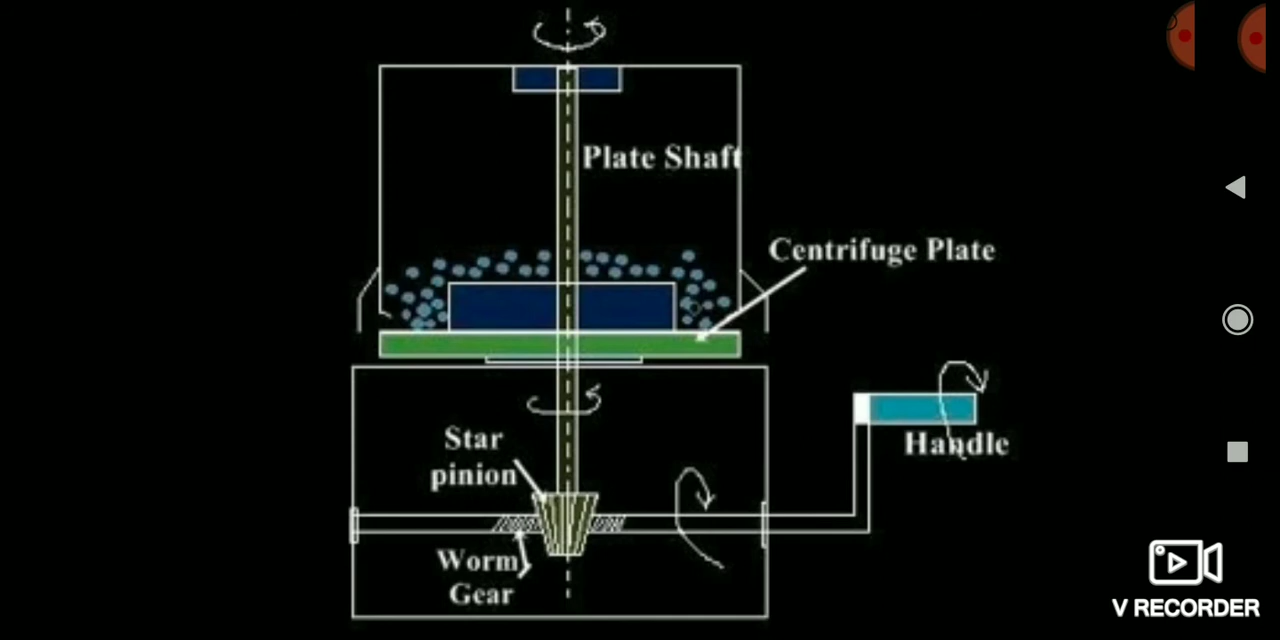 Plate Shaft
Centrifuge Plate
Handle
Star
pinion
Worm
Gear
V RECORDER